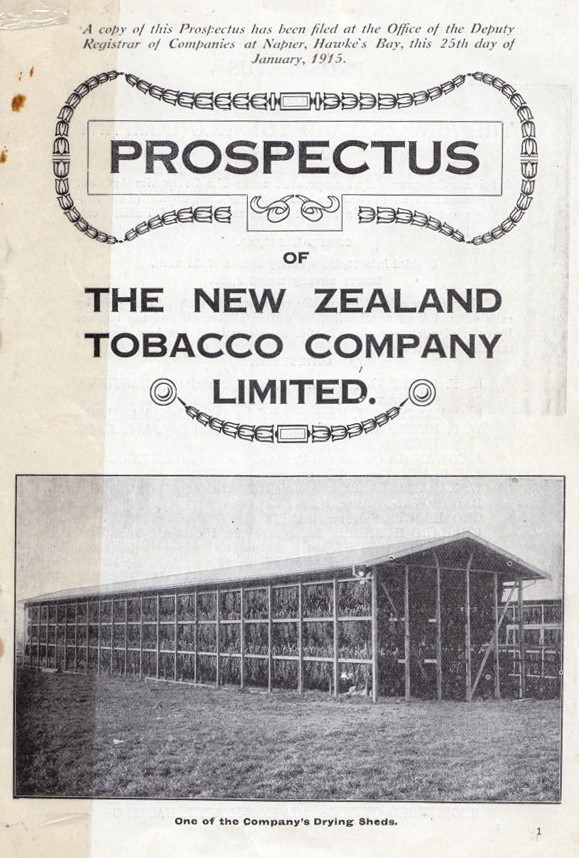 A copy of this Prospectus has been filed at the Office of the Deputy
Registrar of Companies at Napier, Hawke's Bay, this 25th day of
January, 1915.
PROSPECTUS
OF
THE NEW ZEALAND
TOBACCO COMPANY
LIMITED.
One of the Company's Drying Sheds.
1